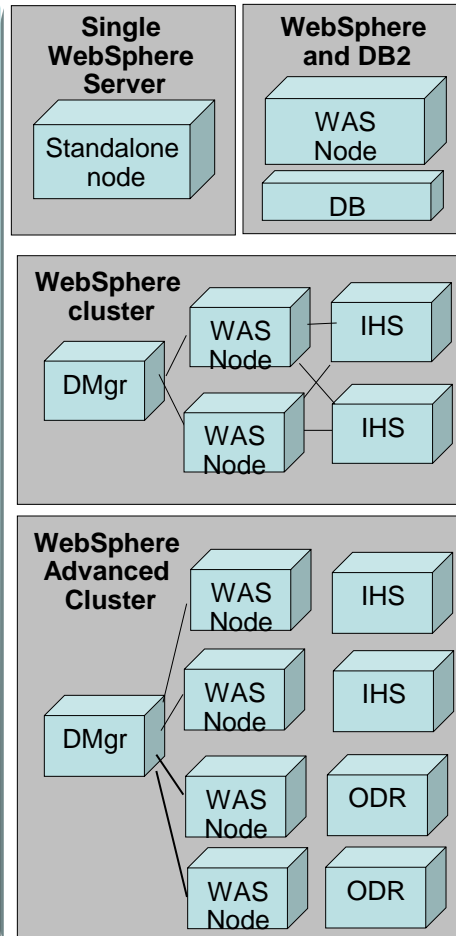 Single
WebSphere
Server
Standalone
node
WebSphere
and DB2
WAS
Node
DB
WebSphere
cluster
DMgr
WAS
Node
WAS
Node
IHS
IHS
WebSphere
Advanced
Cluster
DMgr
WAS
Node
IHS
WAS
Node
IHS
WAS
Node
ODR
WAS
Node
ODR